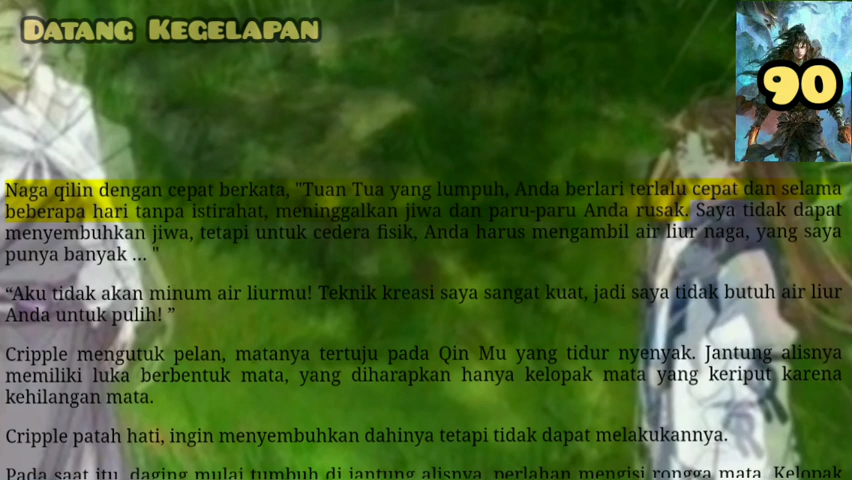 Datang Kegelapan
90
Naga qilin dengan cepat berkata, "Tuan Tua yang lumpuh, Anda berlari terlalu cepat dan selama
beberapa hari tanpa istirahat, meninggalkan jiwa dan paru-paru Anda rusak. Saya tidak dapat
menyembuhkan jiwa, tetapi untuk cedera fisik, Anda harus mengambil air liur naga, yang saya
punya banyak ... "
“Aku tidak akan minum air liurmu! Teknik kreasi saya sangat kuat, jadi saya tidak butuh air liur
Anda untuk pulih! ”
Cripple mengutuk pelan, matanya tertuju pada Qin Mu yang tidur nyenyak. Jantung alisnya
memiliki luka berbentuk mata, yang diharapkan hanya kelopak mata yang keriput karena
kehilangan mata.
Cripple patah hati, ingin menyembuhkan dahinya tetapi tidak dapat melakukannya.
Pada saat itu, daging mulai tumbuh di jantung alisnya, perlahan mengisi rongga mata. Kelopak